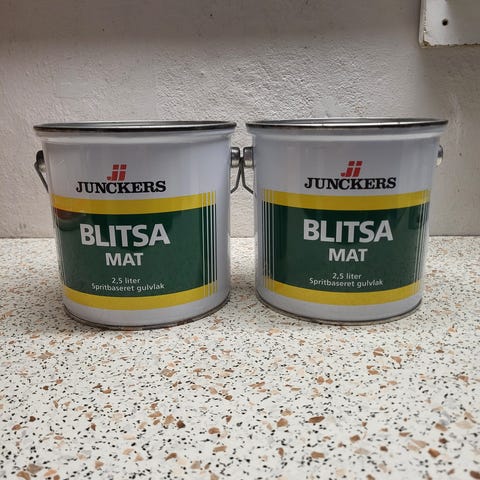 JUNCKERS
BLITSA
MAT
2,5 liter
Spritbaseret gulvlak
JUNCKERS
BLITSA
MAT
2,5 liter
Spritbaseret gulvlak